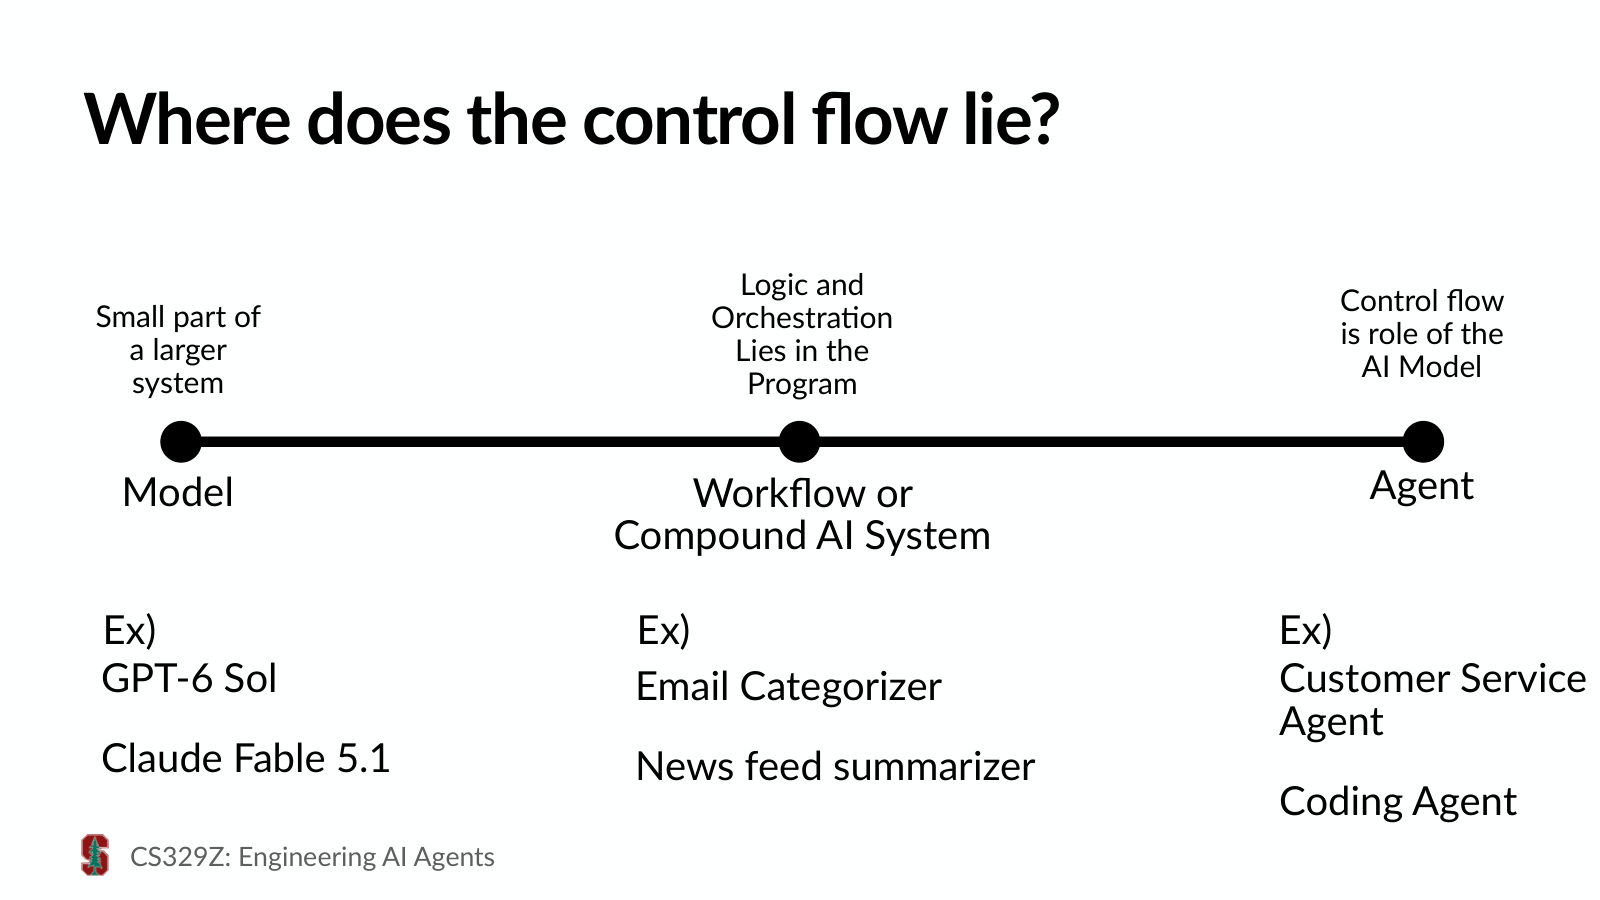 Where does the control flow lie?
Small part of
a larger
system
Logic and
Orchestration
Lies in the
Program
Control flow
is role of the
AI Model
Model
Workflow or
Compound AI System
Agent
Ex)
GPT-6 Sol
Claude Fable 5.1
Ex)
Email Categorizer
News feed summarizer
Ex)
Customer Service
Agent
Coding Agent
CS329Z: Engineering AI Agents